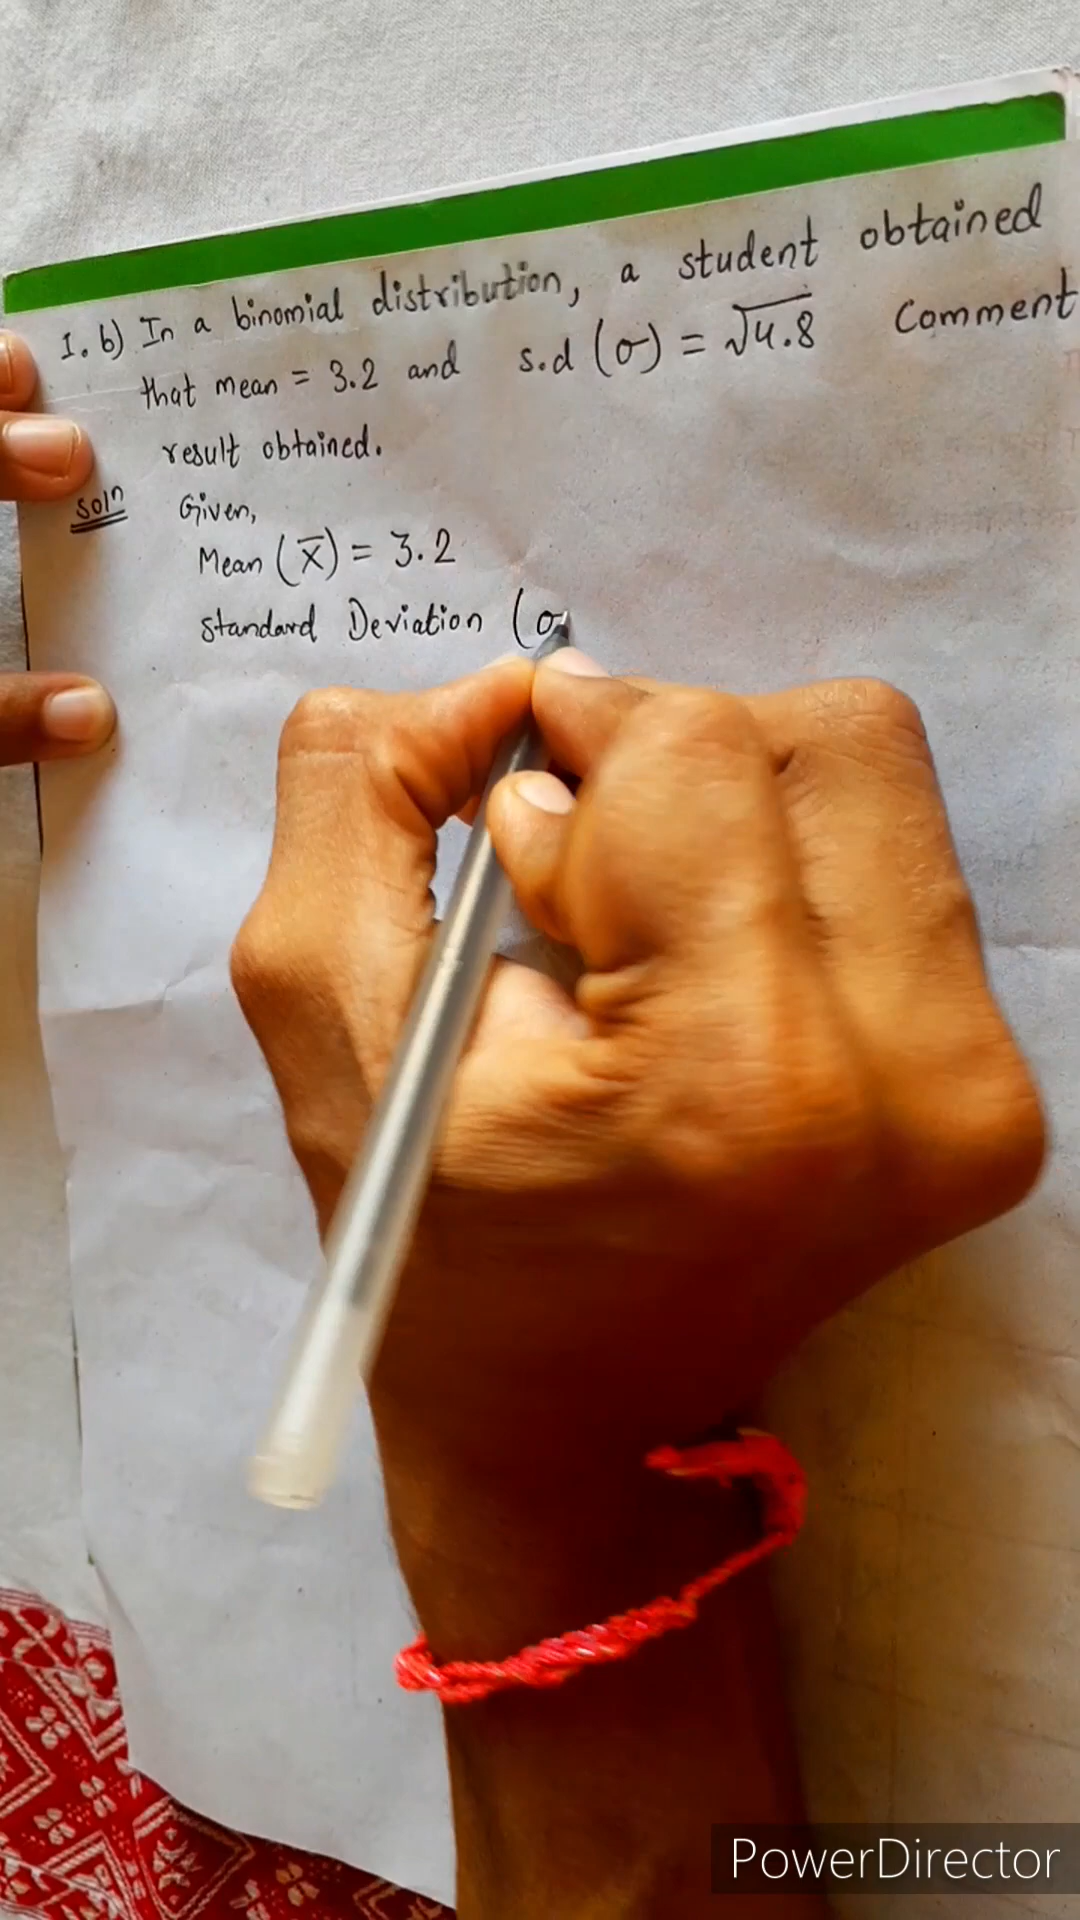 1. b) In a binomial distribution, a student obtained
that mean = 3.2 and s.d (σ) = √4.8 Comment
result obtained.
Soln Given,
Mean (x̄) = 3.2
Standard Deviation (σ
PowerDirector